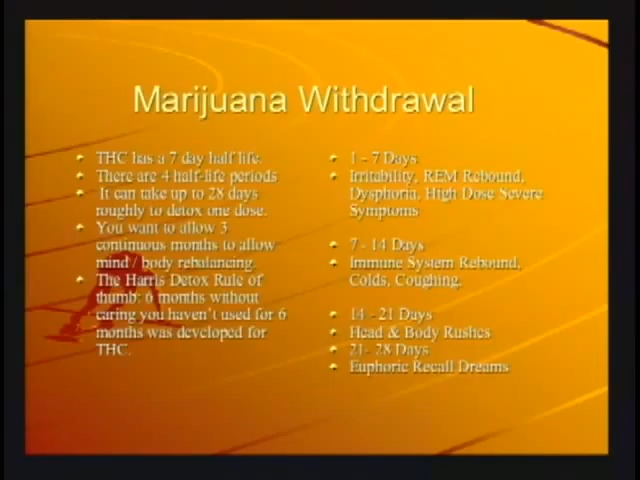 Marijuana Withdrawal
THC has a 7 day half life.
There are 4 half-life periods
It can take up to 28 days
roughly to detox one dose.
You want to allow 3
continuous months to allow
mind / body rebalancing.
The Harris Detox Rule of
thumb: 6 months without
caring you haven't used for 6
months was developed for
THC.
1 - 7 Days
Irritability, REM Rebound,
Dysphoria, High Dose Severe
Symptoms
7 - 14 Days
Immune System Rebound,
Colds, Coughing,
14 - 21 Days
Head & Body Rushes
21- 28 Days
Euphoric Recall Dreams